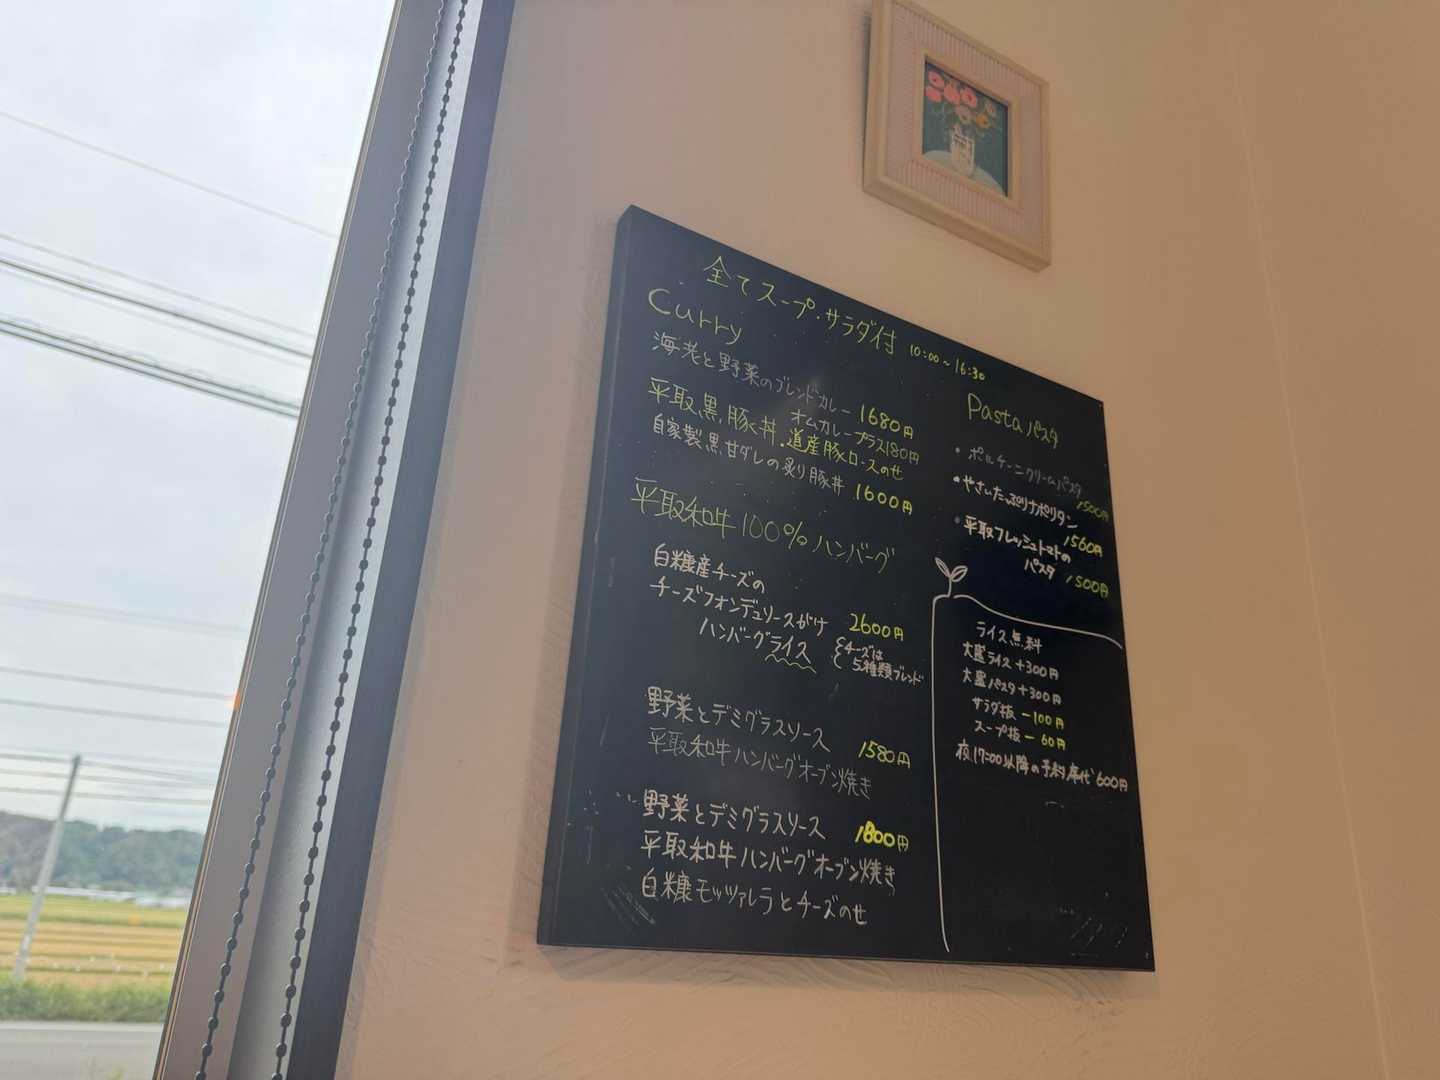 全てスープ・サラダ付 10:00～16:30
Curry
海老と野菜のブレンドカレー 1680円
オムカレープラス180円
平取黒豚丼・道産豚ロースのせ
自家製黒甘ダレの炙り豚丼 1600円
平取和牛100%ハンバーグ
白糠産チーズの
チーズフォンデュソースがけ 2600円
ハンバーグライス
チーズは
5種類ブレンド
野菜とデミグラスソース 1580円
平取和牛ハンバーグオーブン焼き
野菜とデミグラスソース 1800円
平取和牛ハンバーグオーブン焼き
白糠モッツァレラとチーズのせ
Pastaパスタ
・ポルチーニクリームパスタ
1500円
・やさいたっぷりナポリタン
1560円
・平取フレッシュトマトの
パスタ 1500円
ライス無料
大盛ライス+300円
大盛パスタ+300円
サラダ抜-100円
スープ抜-60円
夜17:00以降の予約席代600円